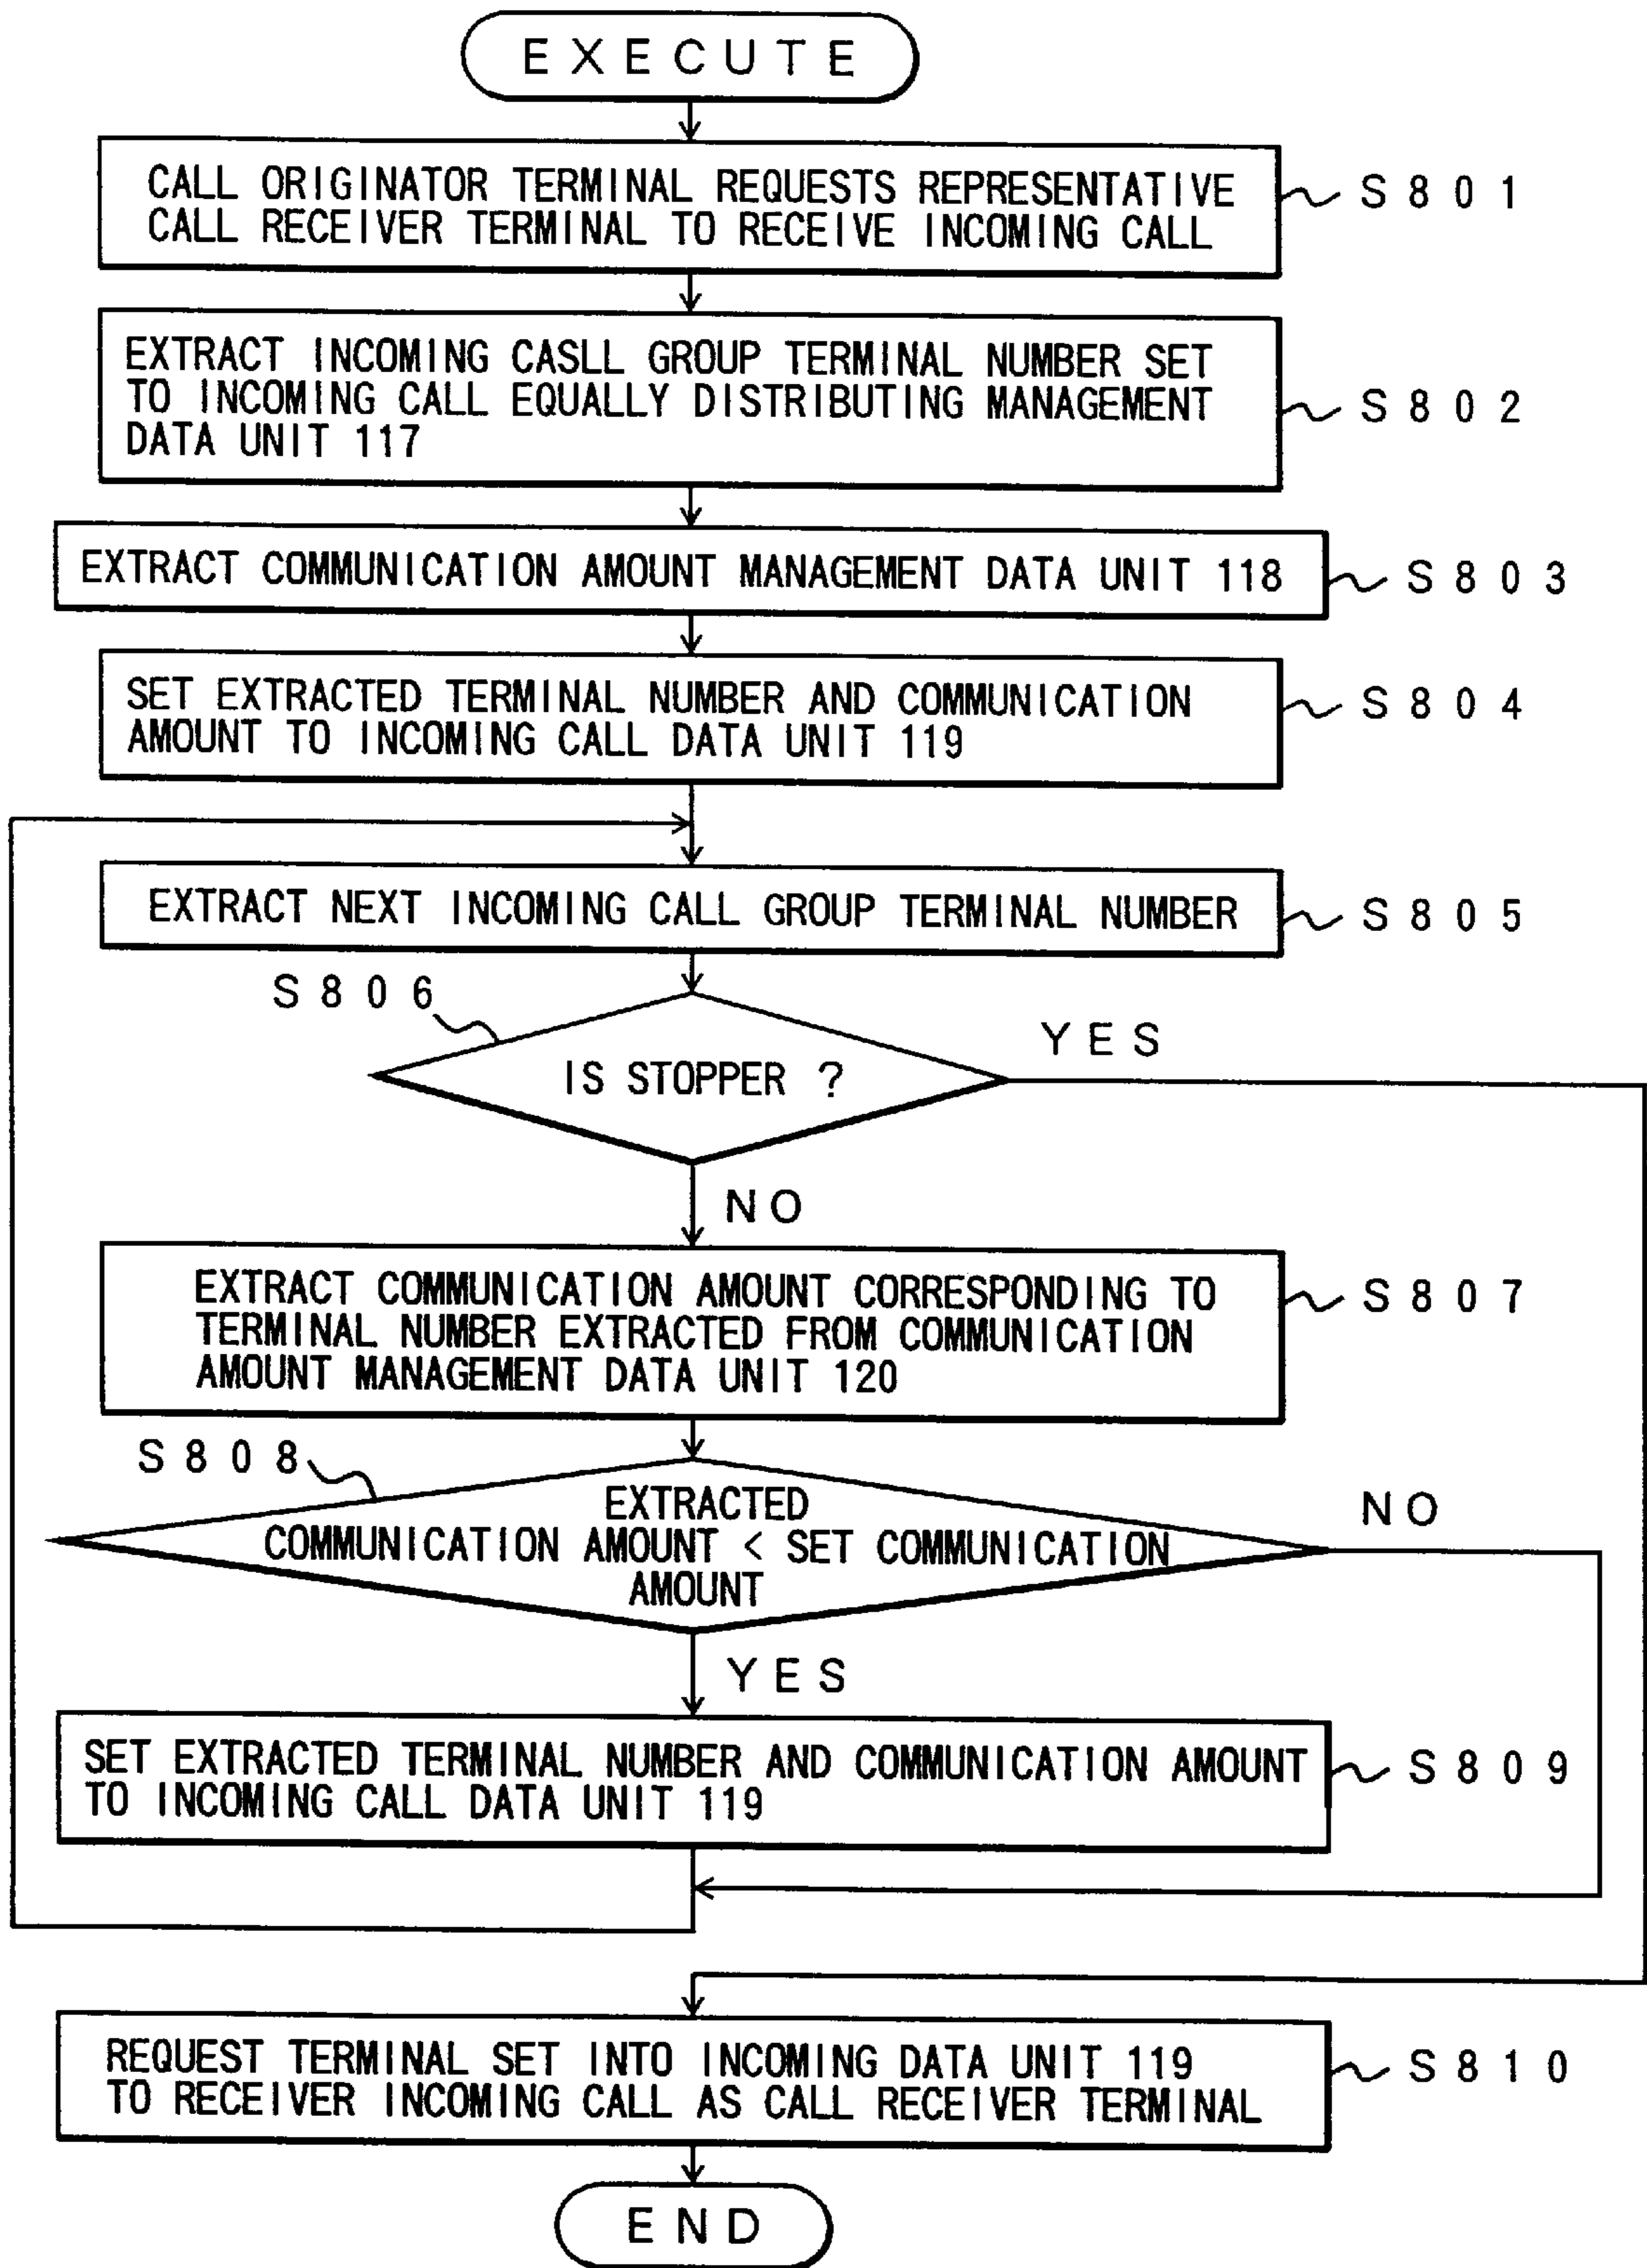 EXECUTE
CALL ORIGINATOR TERMINAL REQUESTS REPRESENTATIVE
CALL RECEIVER TERMINAL TO RECEIVE INCOMING CALL
S801
EXTRACT INCOMING CASLL GROUP TERMINAL NUMBER SET
TO INCOMING CALL EQUALLY DISTRIBUTING MANAGEMENT
DATA UNIT 117
S802
EXTRACT COMMUNICATION AMOUNT MANAGEMENT DATA UNIT 118
S803
SET EXTRACTED TERMINAL NUMBER AND COMMUNICATION
AMOUNT TO INCOMING CALL DATA UNIT 119
S804
EXTRACT NEXT INCOMING CALL GROUP TERMINAL NUMBER
S805
S806
IS STOPPER ?
YES
NO
EXTRACT COMMUNICATION AMOUNT CORRESPONDING TO
TERMINAL NUMBER EXTRACTED FROM COMMUNICATION
AMOUNT MANAGEMENT DATA UNIT 120
S807
S808
EXTRACTED
COMMUNICATION AMOUNT < SET COMMUNICATION
AMOUNT
NO
YES
SET EXTRACTED TERMINAL NUMBER AND COMMUNICATION AMOUNT
TO INCOMING CALL DATA UNIT 119
S809
REQUEST TERMINAL SET INTO INCOMING DATA UNIT 119
TO RECEIVER INCOMING CALL AS CALL RECEIVER TERMINAL
S810
END